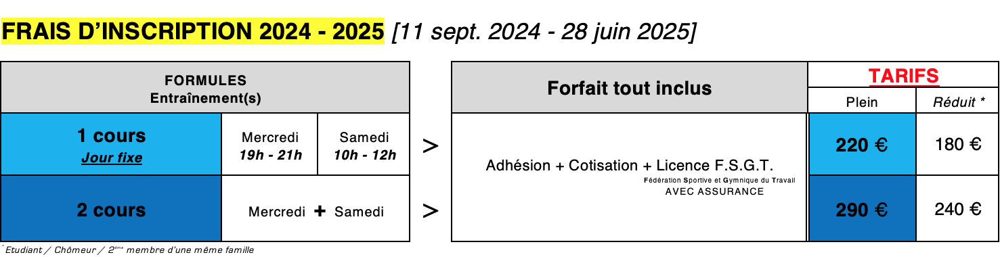 FRAIS D'INSCRIPTION 2024 - 2025 [11 sept. 2024 - 28 juin 2025]
FORMULES
Entraînement(s)
Forfait tout inclus
TARIFS
Plein
Réduit *
1 cours
Jour fixe
Mercredi
19h - 21h
Samedi
10h - 12h
>
220 €
180 €
Adhésion + Cotisation + Licence F.S.G.T.
Fédération Sportive et Gymnique du Travail
AVEC ASSURANCE
2 cours
Mercredi + Samedi
>
290 €
240 €
* Etudiant / Chômeur / 2ème membre d'une même famille